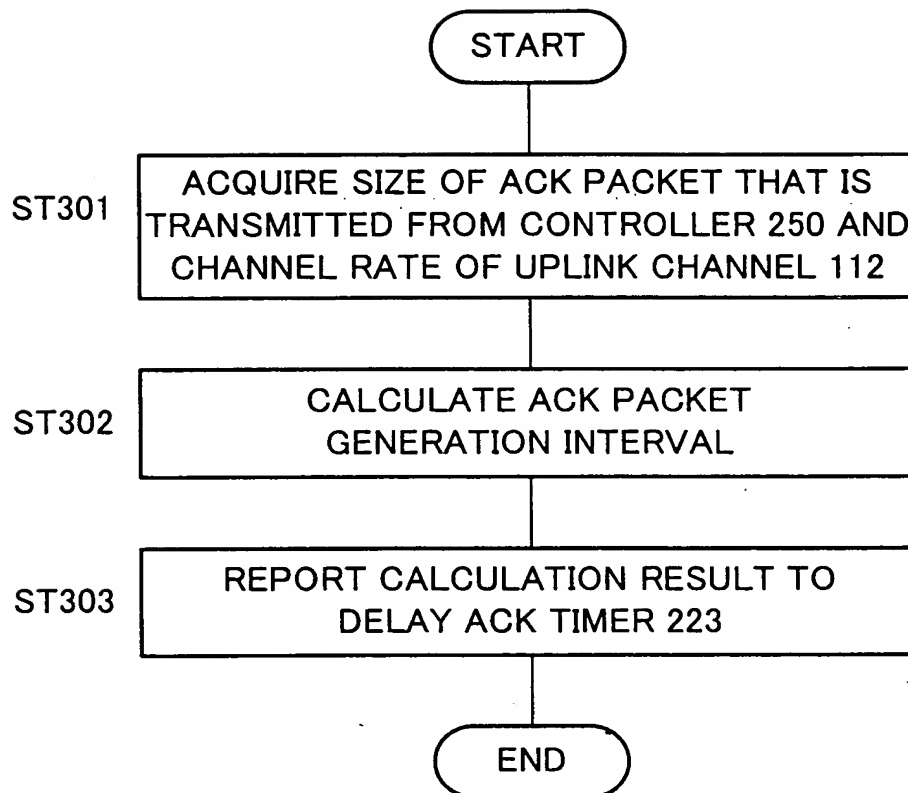 START
ST301
ACQUIRE SIZE OF ACK PACKET THAT IS
TRANSMITTED FROM CONTROLLER 250 AND
CHANNEL RATE OF UPLINK CHANNEL 112
ST302
CALCULATE ACK PACKET
GENERATION INTERVAL
ST303
REPORT CALCULATION RESULT TO
DELAY ACK TIMER 223
END